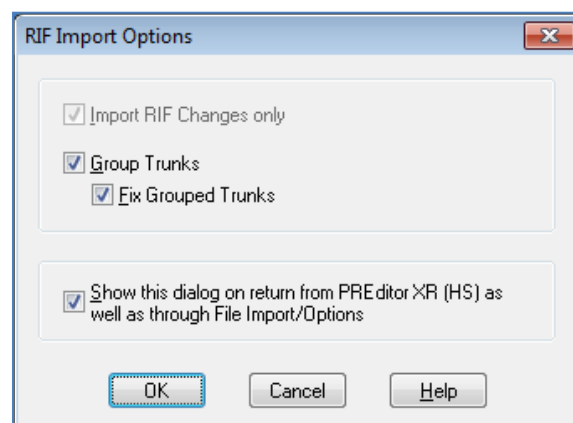 RIF Import Options
Import RIF Changes only
Group Trunks
Fix Grouped Trunks
Show this dialog on return from PREditor XR (HS) as
well as through File Import/Options
OK Cancel Help